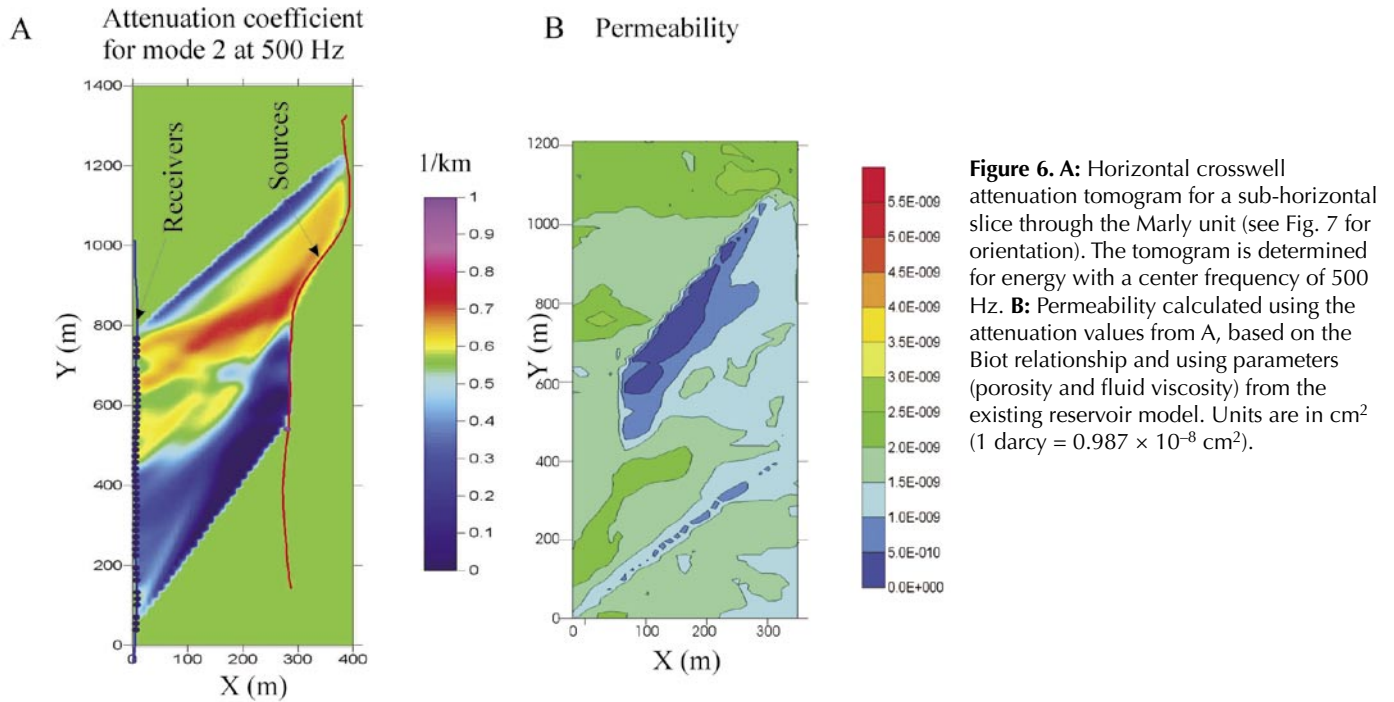 A
Attenuation coefficient
for mode 2 at 500 Hz
1400
1200
1000
800
600
400
200
0
Y (m)
0
100
200
300
400
X (m)
Receivers
Sources
1/km
1
0.9
0.8
0.7
0.6
0.5
0.4
0.3
0.2
0.1
0
B
Permeability
1200
1000
800
600
400
200
0
Y (m)
0
100
200
300
X (m)
5.5E-009
5.0E-009
4.5E-009
4.0E-009
3.5E-009
3.0E-009
2.5E-009
2.0E-009
1.5E-009
1.0E-009
5.0E-010
0.0E+000
Figure 6. A: Horizontal crosswell
attenuation tomogram for a sub-horizontal
slice through the Marly unit (see Fig. 7 for
orientation). The tomogram is determined
for energy with a center frequency of 500
Hz. B: Permeability calculated using the
attenuation values from A, based on the
Biot relationship and using parameters
(porosity and fluid viscosity) from the
existing reservoir model. Units are in cm²
(1 darcy = 0.987 × 10⁻⁸ cm²).